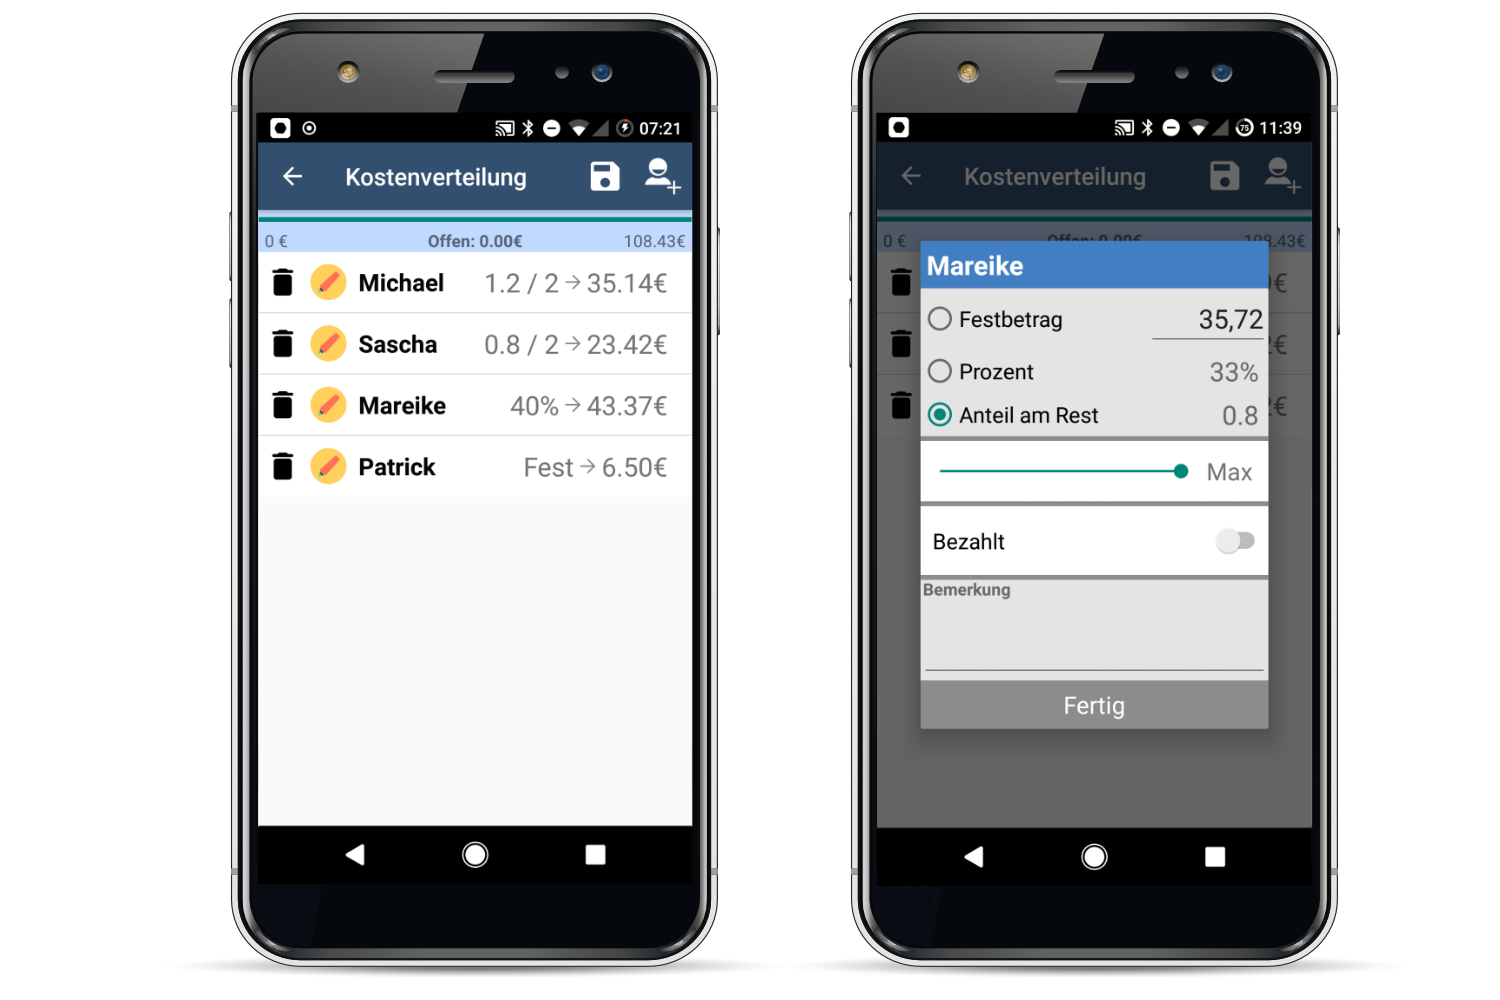 07:21
Kostenverteilung
0 € Offen: 0.00€ 108.43€
Michael 1.2 / 2 → 35.14€
Sascha 0.8 / 2 → 23.42€
Mareike 40% → 43.37€
Patrick Fest → 6.50€
75 11:39
Kostenverteilung
0 € Offen: 0.00€ 108.43€
Mareike
Festbetrag 35,72
Prozent 33%
Anteil am Rest 0.8
Max
Bezahlt
Bemerkung
Fertig